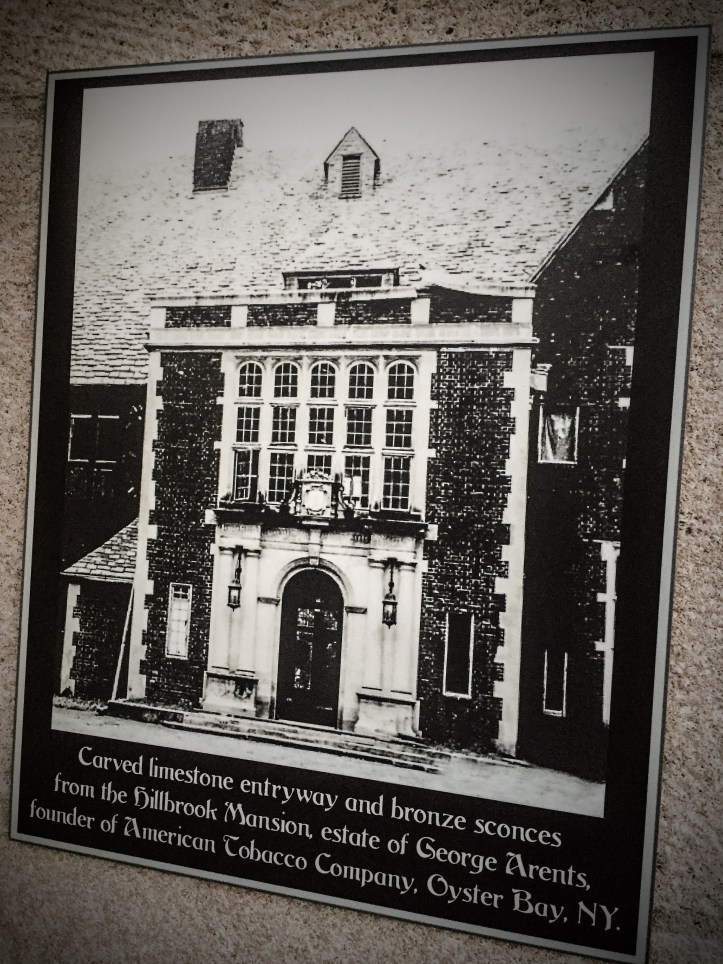 Carved limestone entryway and bronze sconces
from the Hillbrook Mansion, estate of George Arents,
founder of American Tobacco Company, Oyster Bay, NY.